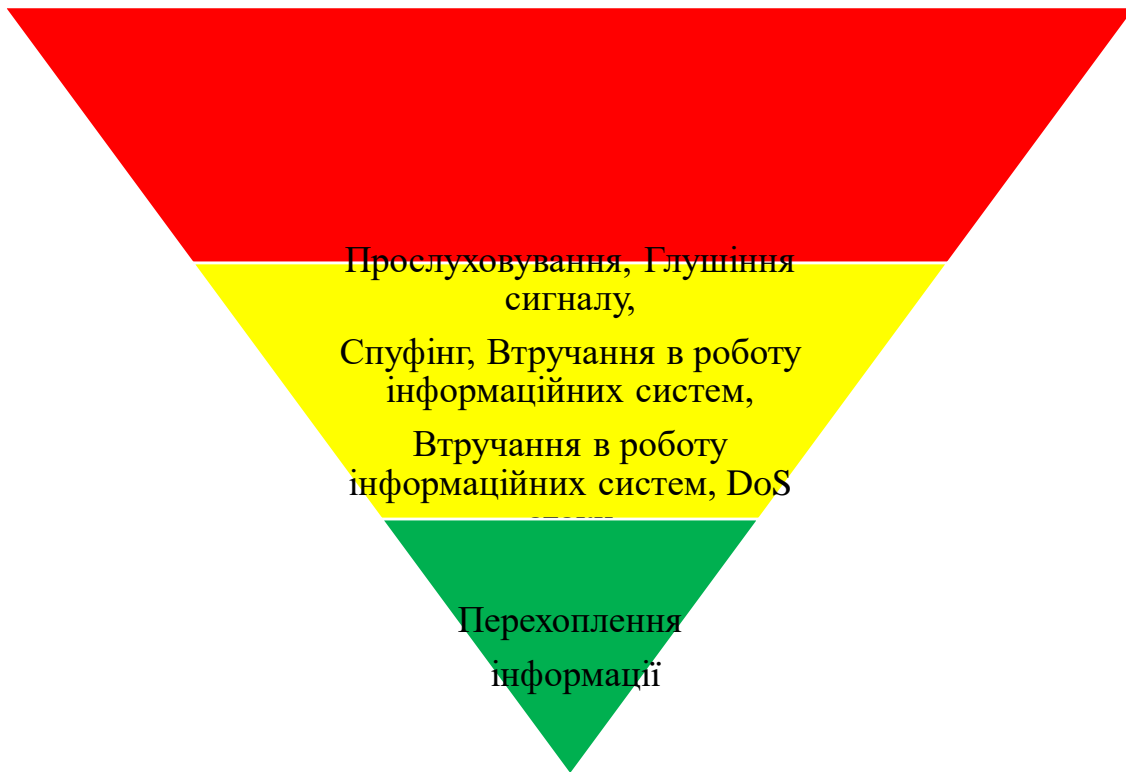 Прослуховування, Глушіння
сигналу,
Спуфінг, Втручання в роботу
інформаційних систем,
Втручання в роботу
інформаційних систем, DoS
Перехоплення
інформації